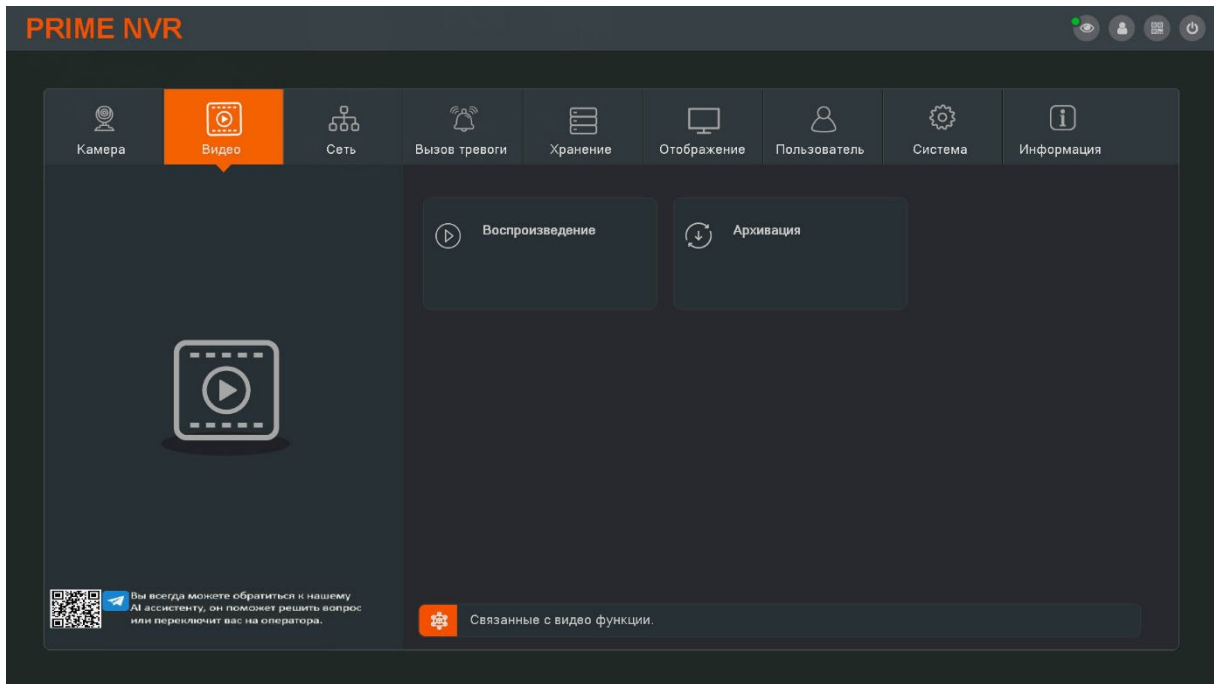 PRIME NVR
Камера
Видео
Сеть
Вызов тревоги
Хранение
Отображение
Пользователь
Система
Информация
Воспроизведение
Архивация
Вы всегда можете обратиться к нашему
AI ассистенту, он поможет решить вопрос
или переключит вас на оператора.
Связанные с видео функции.